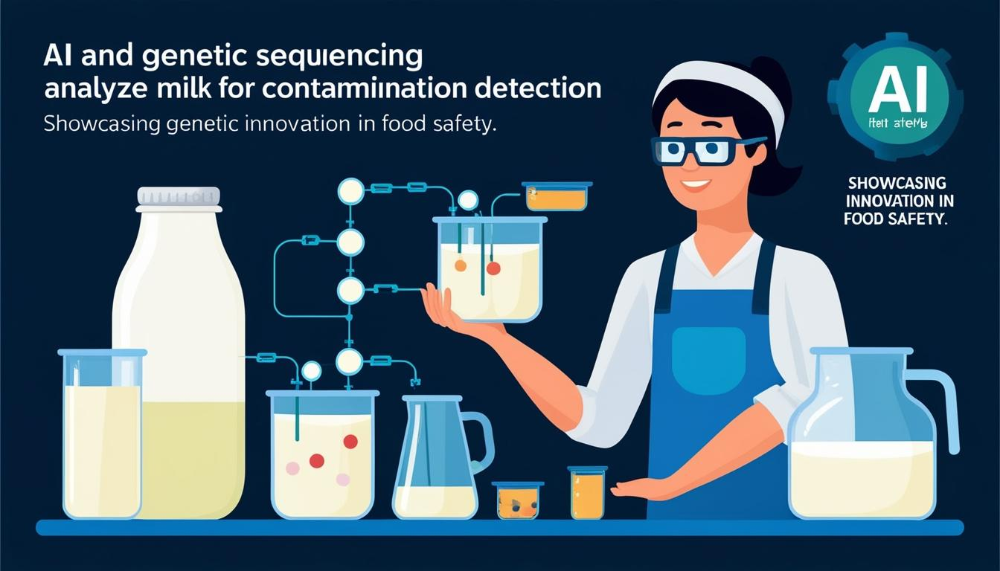 AI and genetic sequencing
analyze milk for contamiination detection
Showcasing genetic innovation in food safety.
AI
SHOWCASING
INNOVATION IN
FOOD SAFETY.